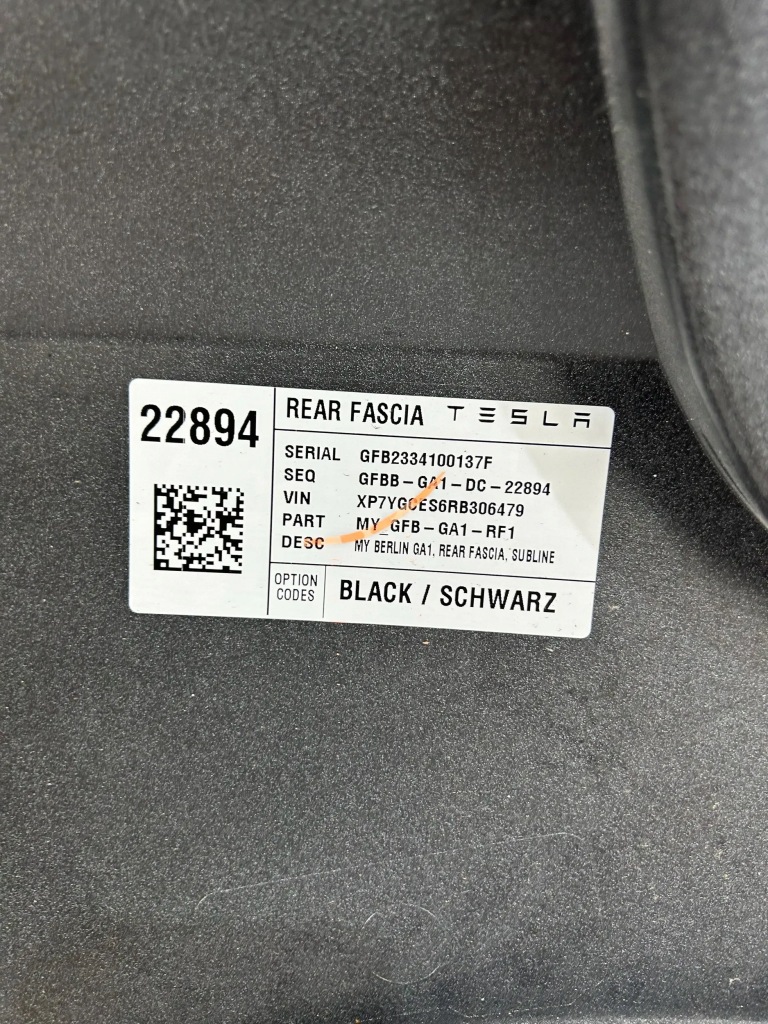 22894
REAR FASCIA TESLA
SERIAL GFB2334100137F
SEQ GFBB-GA1-DC-22894
VIN XP7YGCES6RB306479
PART MY_GFB-GA1-RF1
DESC MY BERLIN GA1, REAR FASCIA, SUBLINE
OPTION CODES
BLACK / SCHWARZ